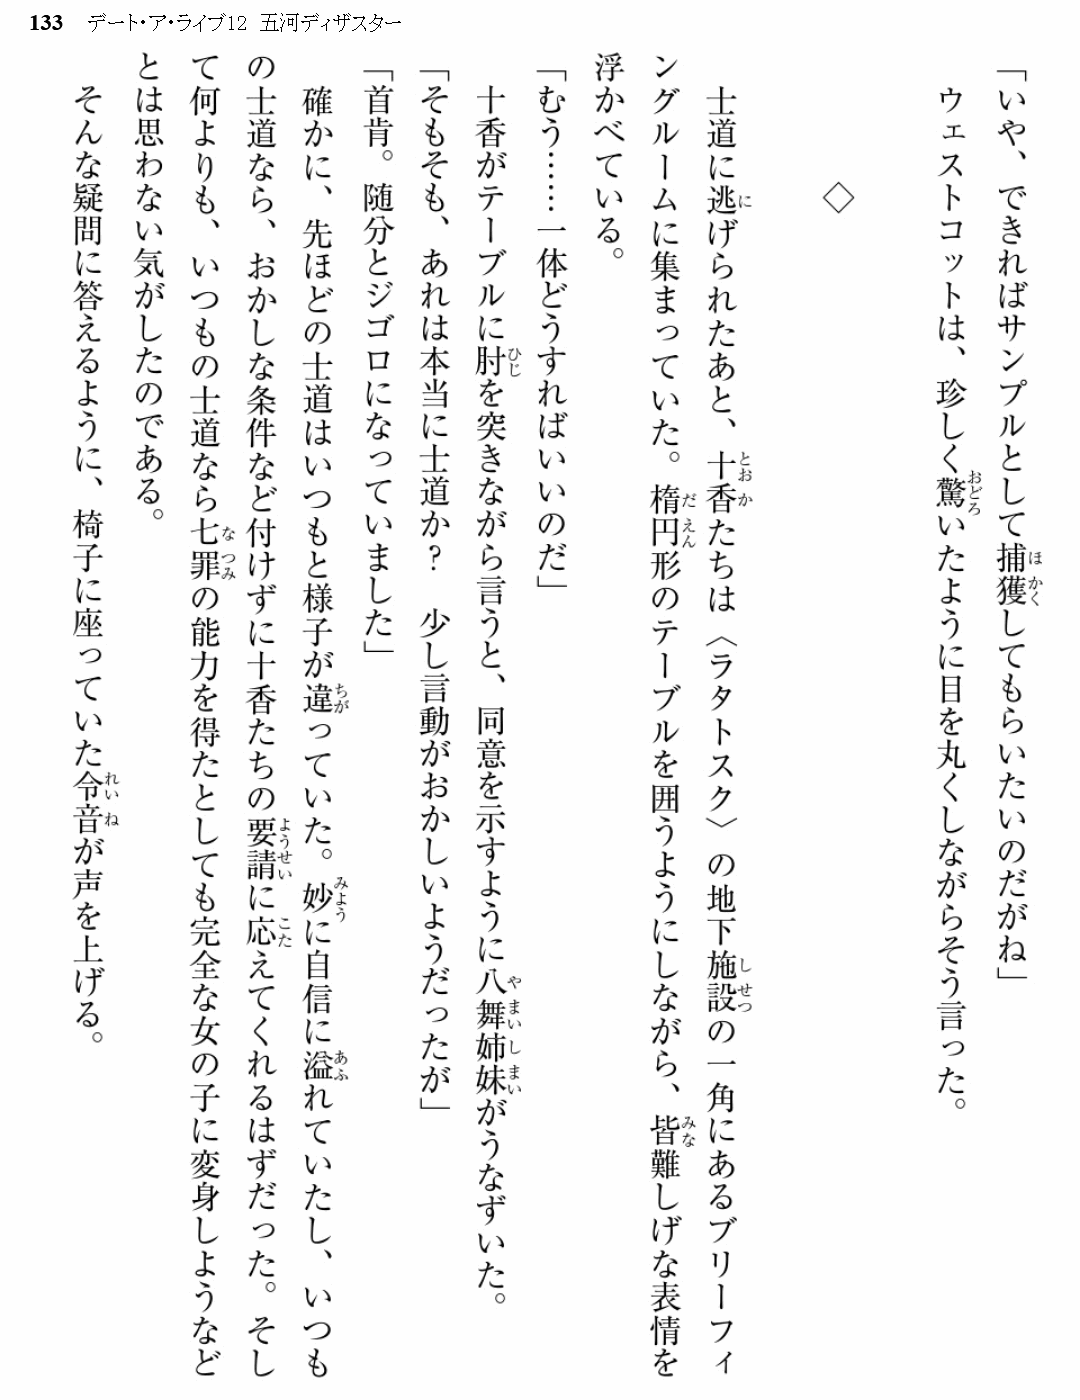 133 デート・ア・ライブ12 五河ディザスター
「いや、できればサンプルとして捕獲してもらいたいのだがね」
ウェストコットは、珍しく驚いたように目を丸くしながらそう言った。
◇
士道に逃げられたあと、十香たちは〈ラタトスク〉の地下施設の一角にあるブリーフィ
ングルームに集まっていた。楕円形のテーブルを囲うようにしながら、皆難しげな表情を
浮かべている。
「むう……一体どうすればいいのだ」
十香がテーブルに肘を突きながら言うと、同意を示すように八舞姉妹がうなずいた。
「そもそも、あれは本当に士道か？　少し言動がおかしいようだったが」
「首肯。随分とジゴロになっていました」
確かに、先ほどの士道はいつもと様子が違っていた。妙に自信に溢れていたし、いつも
の士道なら、おかしな条件など付けずに十香たちの要請に応えてくれるはずだった。そし
て何よりも、いつもの士道なら七罪の能力を得たとしても完全な女の子に変身しようなど
とは思わない気がしたのである。
そんな疑問に答えるように、椅子に座っていた令音が声を上げる。